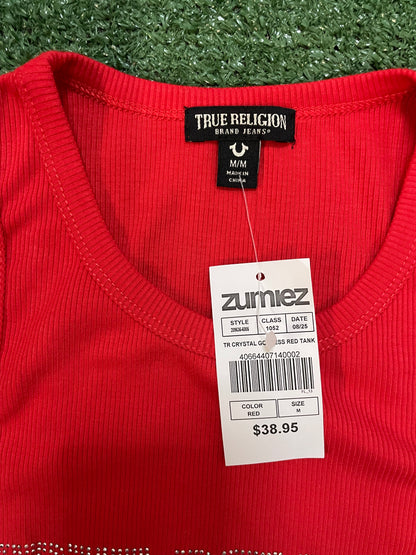 TRUE RELIGION
BRAND JEANS®
M/M
MADE IN
CHINA
zumiez
STYLE CLASS DATE
1052 08/25
TR CRYSTAL RED TANK
40664407140002
COLOR SIZE
RED M
$38.95